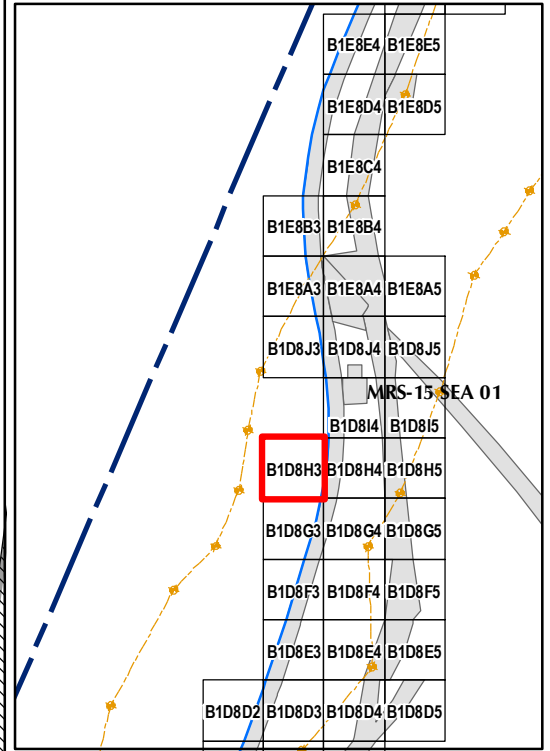 B1E8E4 B1E8E5
B1E8D4 B1E8D5
B1E8C4
B1E8B3 B1E8B4
B1E8A3 B1E8A4 B1E8A5
B1D8J3 B1D8J4 B1D8J5
MRS-15 SEA 01
B1D8I4 B1D8I5
B1D8H3 B1D8H4 B1D8H5
B1D8G3 B1D8G4 B1D8G5
B1D8F3 B1D8F4 B1D8F5
B1D8E3 B1D8E4 B1D8E5
B1D8D2 B1D8D3 B1D8D4 B1D8D5